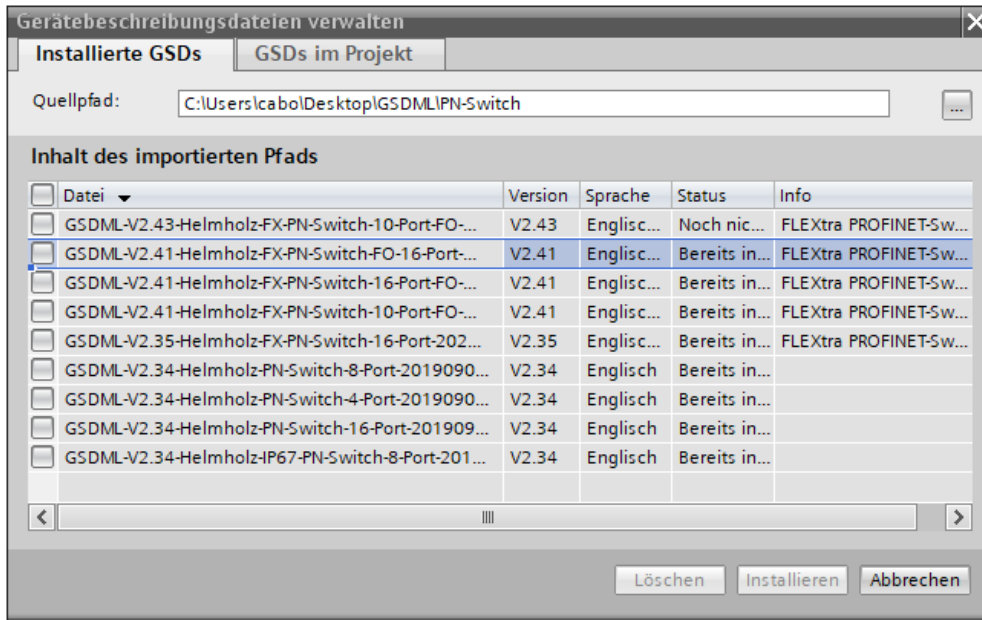 Gerätebeschreibungsdateien verwalten
Installierte GSDs GSDs im Projekt
Quellpfad: C:\Users\cabo\Desktop\GSDML\PN-Switch ...
Inhalt des importierten Pfads
Datei Version Sprache Status Info
GSDML-V2.43-Helmholz-FX-PN-Switch-10-Port-FO-... V2.43 Englisc... Noch nic... FLEXtra PROFINET-Sw...
GSDML-V2.41-Helmholz-FX-PN-Switch-FO-16-Port-... V2.41 Englisc... Bereits in... FLEXtra PROFINET-Sw...
GSDML-V2.41-Helmholz-FX-PN-Switch-16-Port-FO-... V2.41 Englisc... Bereits in... FLEXtra PROFINET-Sw...
GSDML-V2.41-Helmholz-FX-PN-Switch-10-Port-FO-... V2.41 Englisc... Bereits in... FLEXtra PROFINET-Sw...
GSDML-V2.35-Helmholz-FX-PN-Switch-16-Port-202... V2.35 Englisc... Bereits in... FLEXtra PROFINET-Sw...
GSDML-V2.34-Helmholz-PN-Switch-8-Port-2019090... V2.34 Englisch Bereits in...
GSDML-V2.34-Helmholz-PN-Switch-4-Port-2019090... V2.34 Englisch Bereits in...
GSDML-V2.34-Helmholz-PN-Switch-16-Port-201909... V2.34 Englisch Bereits in...
GSDML-V2.34-Helmholz-IP67-PN-Switch-8-Port-201... V2.34 Englisch Bereits in...
Löschen Installieren Abbrechen